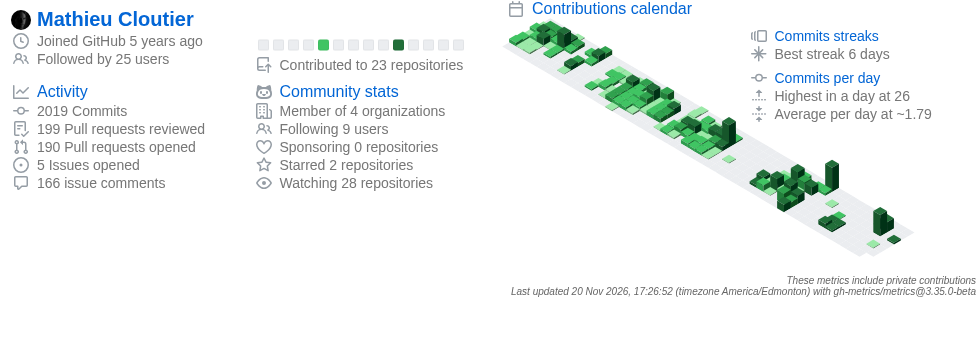 Mathieu Cloutier
Joined GitHub 5 years ago
Followed by 25 users
Contributed to 23 repositories
Activity
2019 Commits
199 Pull requests reviewed
190 Pull requests opened
5 Issues opened
166 issue comments
Community stats
Member of 4 organizations
Following 9 users
Sponsoring 0 repositories
Starred 2 repositories
Watching 28 repositories
Contributions calendar
Commits streaks
Best streak 6 days
Commits per day
Highest in a day at 26
Average per day at ~1.79
These metrics include private contributions
Last updated 20 Nov 2026, 17:26:52 (timezone America/Edmonton) with gh-metrics/metrics@3.35.0-beta